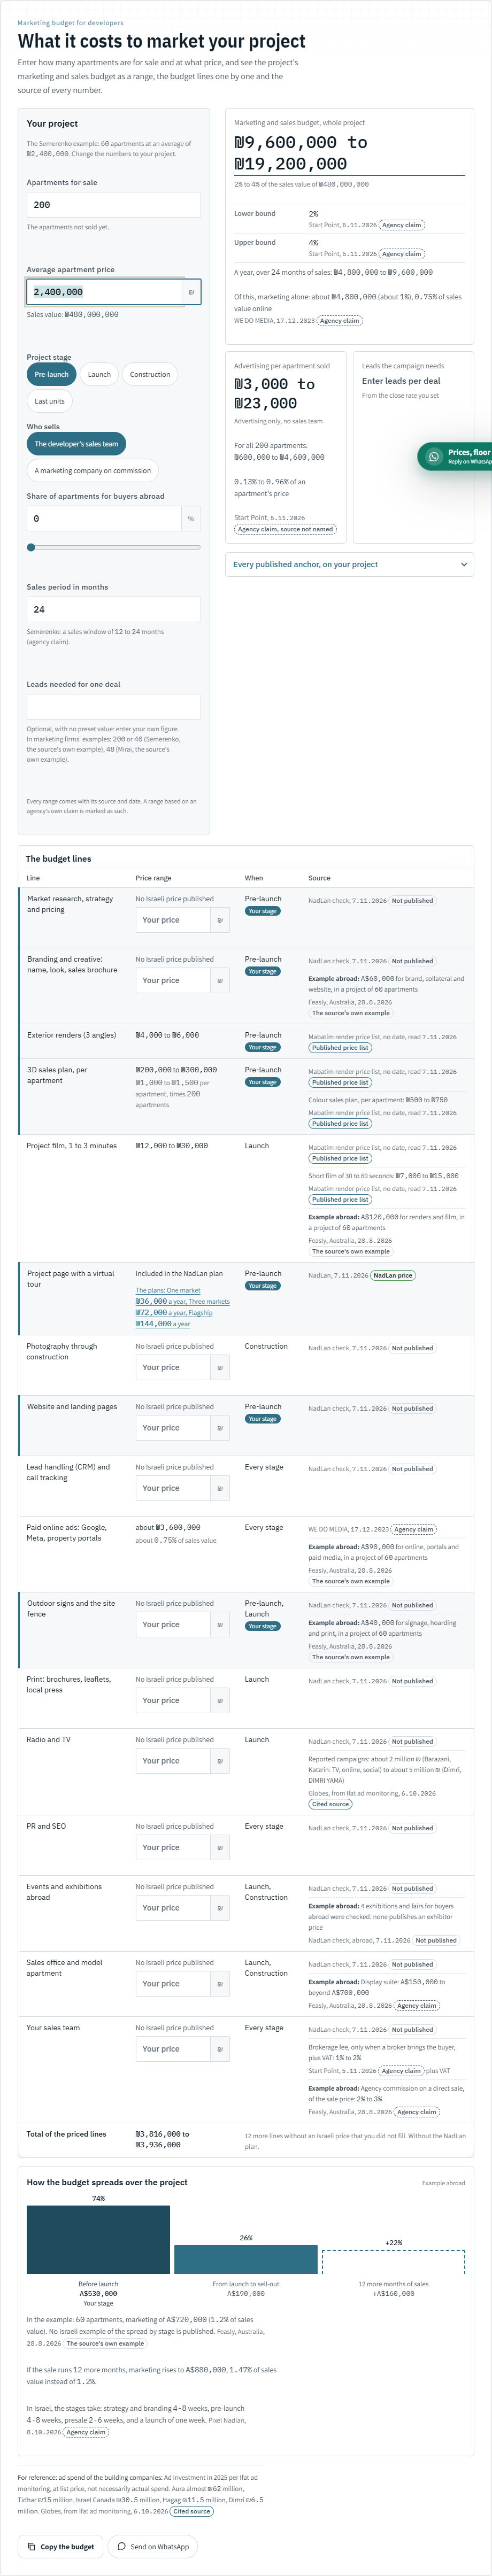 Marketing budget for developers
What it costs to market your project
Enter how many apartments are for sale and at what price, and see the project's
marketing and sales budget as a range, the budget lines one by one and the
source of every number.
Your project
The Semerenko example: 60 apartments at an average of
₪2,400,000. Change the numbers to your project.
Apartments for sale
200
The apartments not sold yet.
Average apartment price
2,400,000 ₪
Sales value: ₪480,000,000
Project stage
Pre-launch Launch Construction
Last units
Who sells
The developer's sales team
A marketing company on commission
Share of apartments for buyers abroad
0 %
Sales period in months
24
Semerenko: a sales window of 12 to 24 months
(agency claim).
Leads needed for one deal
Optional, with no preset value: enter your own figure.
In marketing firms' examples: 200 or 40 (Semerenko,
the source's own example), 48 (Mirai, the source's
own example).
Every range comes with its source and date. A range based on an
agency's own claim is marked as such.
Marketing and sales budget, whole project
₪9,600,000 to
₪19,200,000
2% to 4% of the sales value of ₪480,000,000
Lower bound 2%
Start Point, 5.11.2026 Agency claim
Upper bound 4%
Start Point, 5.11.2026 Agency claim
A year, over 24 months of sales: ₪4,800,000 to ₪9,600,000
Of this, marketing alone: about ₪4,800,000 (about 1%), 0.75% of sales
value online
WE DO MEDIA, 17.12.2023 Agency claim
Advertising per apartment sold
₪3,000 to
₪23,000
Advertising only, no sales team
For all 200 apartments:
₪600,000 to ₪4,600,000
0.13% to 0.96% of an
apartment's price
Start Point, 5.11.2026
Agency claim, source not named
Leads the campaign needs
Enter leads per deal
From the close rate you set
Prices, floor
Reply on WhatsAp
Every published anchor, on your project
The budget lines
Line Price range When Source
Market research, strategy
and pricing
No Israeli price published
Your price ₪
Pre-launch
Your stage
NadLan check, 7.11.2026 Not published
Branding and creative:
name, look, sales brochure
No Israeli price published
Your price ₪
Pre-launch
Your stage
NadLan check, 7.11.2026 Not published
Example abroad: A$60,000 for brand, collateral and
website, in a project of 60 apartments
Feasly, Australia, 28.8.2026
The source's own example
Exterior renders (3 angles)
₪4,000 to ₪6,000
Pre-launch
Your stage
Mabatim render price list, no date, read 7.11.2026
Published price list
3D sales plan, per
apartment
₪200,000 to ₪300,000
₪1,000 to ₪1,500 per
apartment, times 200
apartments
Pre-launch
Your stage
Mabatim render price list, no date, read 7.11.2026
Published price list
Colour sales plan, per apartment: ₪500 to ₪750
Mabatim render price list, no date, read 7.11.2026
Published price list
Project film, 1 to 3 minutes
₪12,000 to ₪30,000
Launch
Mabatim render price list, no date, read 7.11.2026
Published price list
Short film of 30 to 60 seconds: ₪7,000 to ₪15,000
Mabatim render price list, no date, read 7.11.2026
Published price list
Example abroad: A$120,000 for renders and film, in
a project of 60 apartments
Feasly, Australia, 28.8.2026
The source's own example
Project page with a virtual
tour
Included in the NadLan plan
The plans: One market
₪36,000 a year, Three markets
₪72,000 a year, Flagship
₪144,000 a year
Pre-launch
Your stage
NadLan, 7.11.2026 NadLan price
Photography through
construction
No Israeli price published
Your price ₪
Construction
NadLan check, 7.11.2026 Not published
Website and landing pages
No Israeli price published
Your price ₪
Pre-launch
Your stage
NadLan check, 7.11.2026 Not published
Lead handling (CRM) and
call tracking
No Israeli price published
Your price ₪
Every stage
NadLan check, 7.11.2026 Not published
Paid online ads: Google,
Meta, property portals
about ₪3,600,000
about 0.75% of sales value
Every stage
WE DO MEDIA, 17.12.2023 Agency claim
Example abroad: A$90,000 for online, portals and
paid media, in a project of 60 apartments
Feasly, Australia, 28.8.2026
The source's own example
Outdoor signs and the site
fence
No Israeli price published
Your price ₪
Pre-launch,
Launch
Your stage
NadLan check, 7.11.2026 Not published
Example abroad: A$40,000 for signage, hoarding
and print, in a project of 60 apartments
Feasly, Australia, 28.8.2026
The source's own example
Print: brochures, leaflets,
local press
No Israeli price published
Your price ₪
Launch
NadLan check, 7.11.2026 Not published
Radio and TV
No Israeli price published
Your price ₪
Launch
NadLan check, 7.11.2026 Not published
Reported campaigns: about 2 million ₪ (Barazani,
Katzrin: TV, online, social) to about 5 million ₪ (Dimri,
DIMRI YAMA)
Globes, from Ifat ad monitoring, 6.10.2026
Cited source
PR and SEO
No Israeli price published
Your price ₪
Every stage
NadLan check, 7.11.2026 Not published
Events and exhibitions
abroad
No Israeli price published
Your price ₪
Launch,
Construction
NadLan check, 7.11.2026 Not published
Example abroad: 4 exhibitions and fairs for buyers
abroad were checked: none publishes an exhibitor
price
NadLan check, abroad, 7.11.2026 Not published
Sales office and model
apartment
No Israeli price published
Your price ₪
Launch,
Construction
NadLan check, 7.11.2026 Not published
Example abroad: Display suite: A$150,000 to
beyond A$700,000
Feasly, Australia, 28.8.2026 Agency claim
Your sales team
No Israeli price published
Your price ₪
Every stage
NadLan check, 7.11.2026 Not published
Brokerage fee, only when a broker brings the buyer,
plus VAT: 1% to 2%
Start Point, 5.11.2026 Agency claim plus VAT
Example abroad: Agency commission on a direct sale,
of the sale price: 2% to 3%
Feasly, Australia, 28.8.2026 Agency claim
Total of the priced lines
₪3,816,000 to
₪3,936,000
12 more lines without an Israeli price that you did not fill. Without the NadLan
plan.
How the budget spreads over the project
Example abroad
74%
26%
+22%
Before launch
A$530,000
Your stage
From launch to sell-out
A$190,000
12 more months of sales
+A$160,000
In the example: 60 apartments, marketing of A$720,000 (1.2% of sales
value). No Israeli example of the spread by stage is published. Feasly, Australia,
28.8.2026 The source's own example
If the sale runs 12 more months, marketing rises to A$880,000, 1.47% of sales
value instead of 1.2%.
In Israel, the stages take: strategy and branding 4–8 weeks, pre-launch
4–8 weeks, presale 2–6 weeks, and a launch of one week. Pixel Nadlan,
8.10.2026 Agency claim
For reference: ad spend of the building companies: Ad investment in 2025 per Ifat ad
monitoring, at list price, not necessarily actual spend. Aura almost ₪62 million,
Tidhar ₪15 million, Israel Canada ₪30.5 million, Hagag ₪11.5 million, Dimri ₪6.5
million. Globes, from Ifat ad monitoring, 6.10.2026 Cited source
Copy the budget Send on WhatsApp